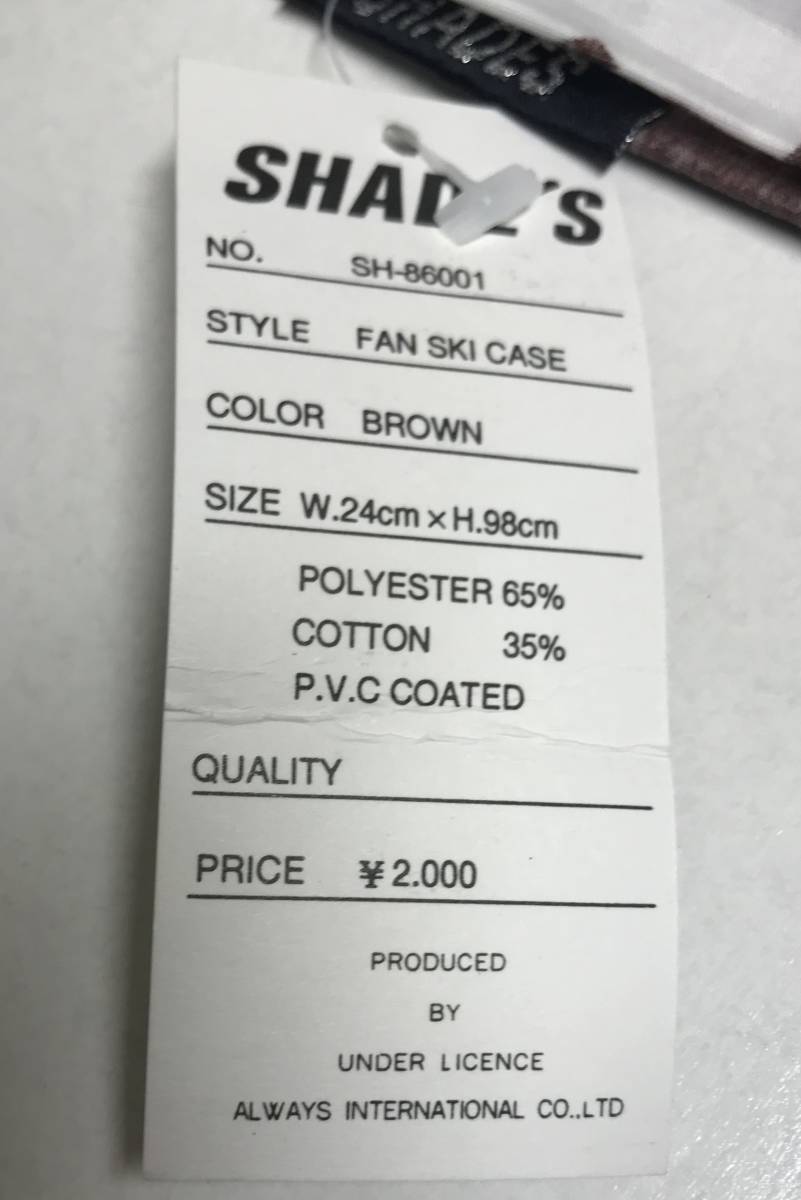 SHADE'S
NO. SH-86001
STYLE FAN SKI CASE
COLOR BROWN
SIZE W.24cm×H.98cm
POLYESTER 65%
COTTON 35%
P.V.C COATED
QUALITY
PRICE ¥2.000
PRODUCED
BY
UNDER LICENCE
ALWAYS INTERNATIONAL CO.,LTD